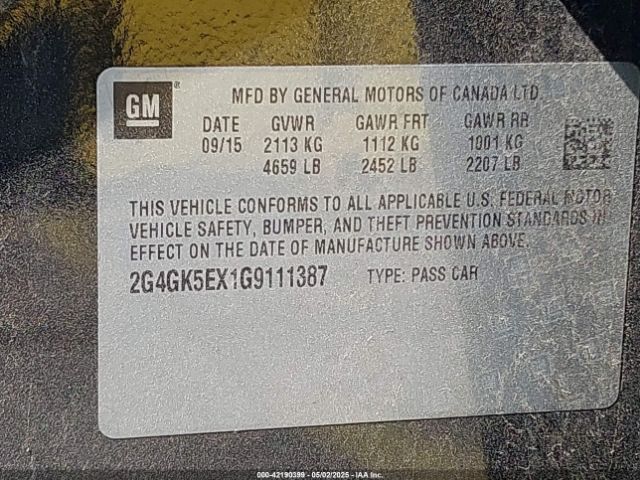 GM®
MFD BY GENERAL MOTORS OF CANADA LTD.
DATE GVWR GAWR FRT GAWR RR
09/15 2113 KG 1112 KG 1001 KG
4659 LB 2452 LB 2207 LB
THIS VEHICLE CONFORMS TO ALL APPLICABLE U.S. FEDERAL MOTOR
VEHICLE SAFETY, BUMPER, AND THEFT PREVENTION STANDARDS IN
EFFECT ON THE DATE OF MANUFACTURE SHOWN ABOVE.
2G4GK5EX1G9111387 TYPE: PASS CAR
000-42190399 - 05/02/2025 - IAAI, Inc.